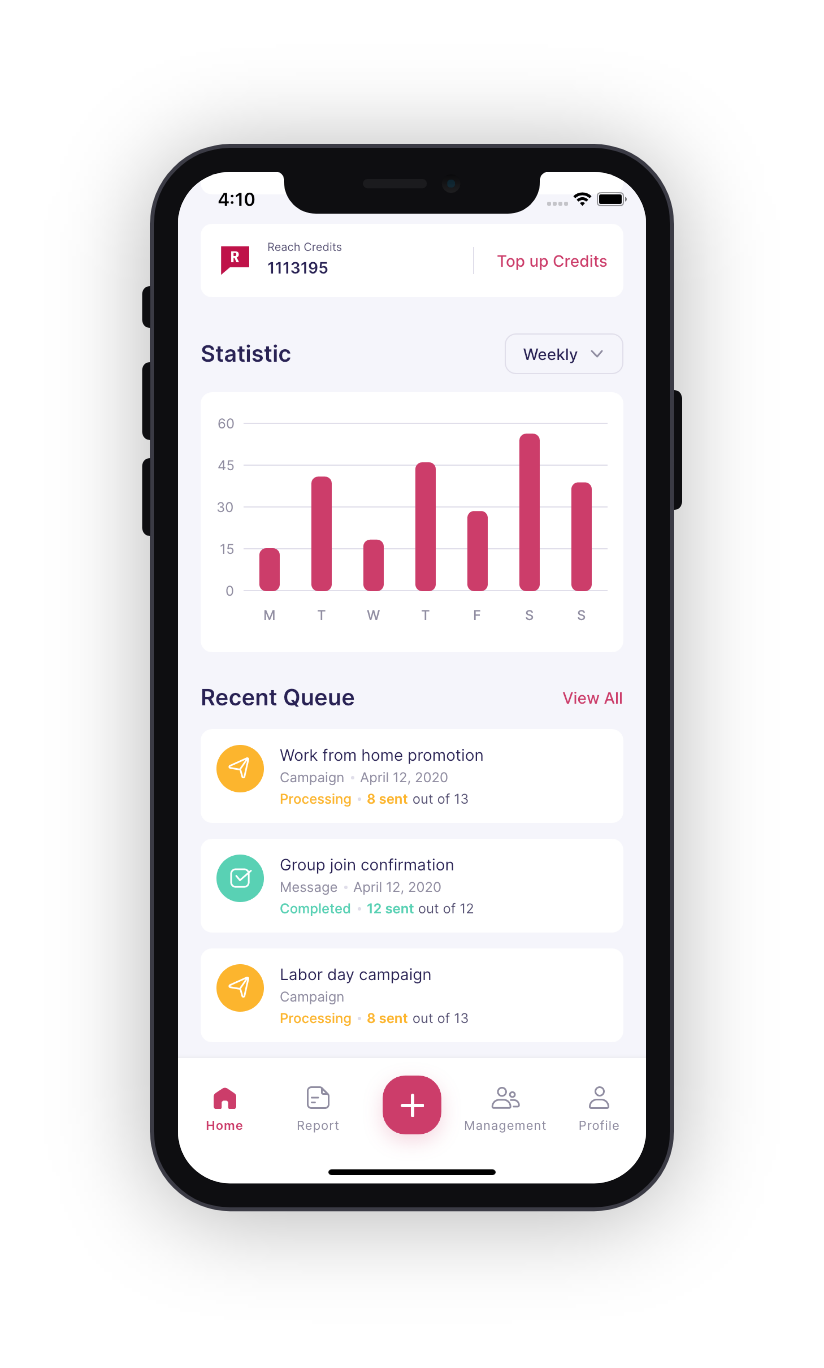 4:10
R
Reach Credits
1113195
Top up Credits
Statistic
Weekly
60
45
30
15
0
M T W T F S S
Recent Queue
View All
Work from home promotion
Campaign • April 12, 2020
Processing • 8 sent out of 13
Group join confirmation
Message • April 12, 2020
Completed • 12 sent out of 12
Labor day campaign
Campaign
Processing • 8 sent out of 13
Home Report Management Profile